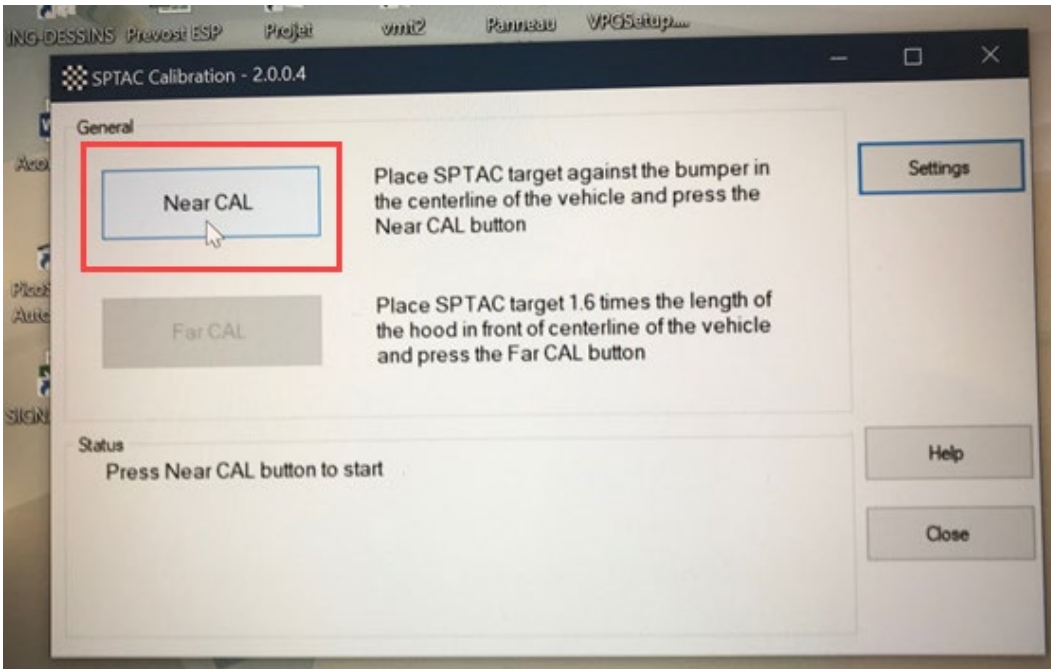 ING-DESSINS Prevost ESP Projet vmt2 Panneau VPGSetup....
SPTAC Calibration - 2.0.0.4
General
Near CAL
Place SPTAC target against the bumper in
the centerline of the vehicle and press the
Near CAL button
Settings
Far CAL
Place SPTAC target 1.6 times the length of
the hood in front of centerline of the vehicle
and press the Far CAL button
Status
Press Near CAL button to start
Help
Close